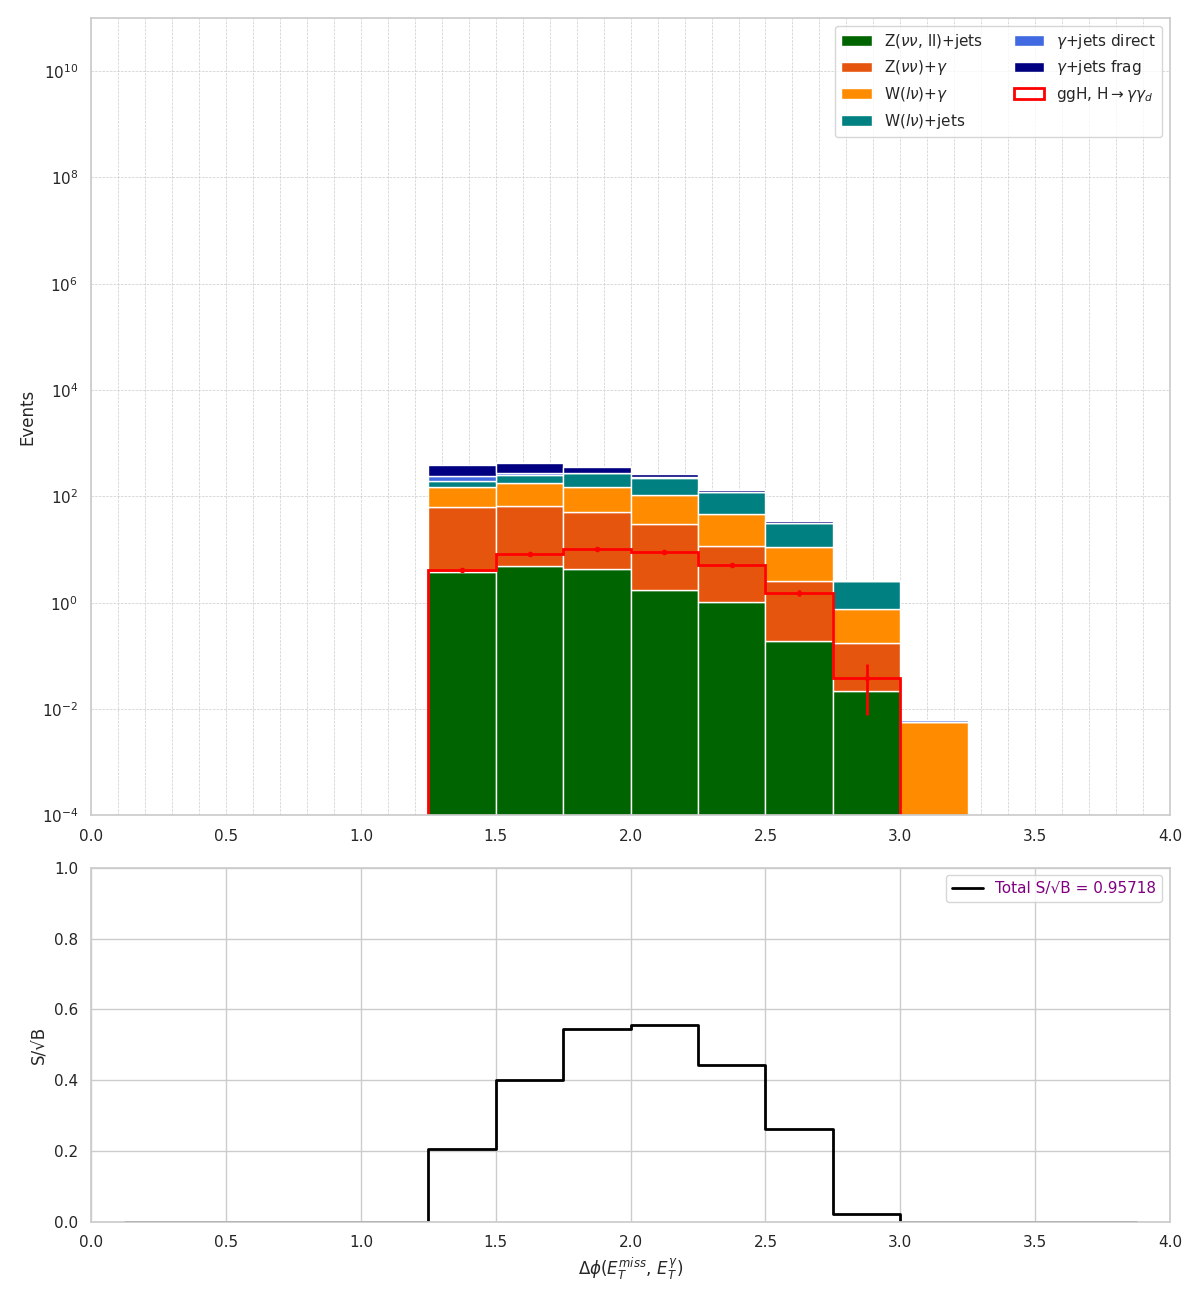 Z(νν, ll)+jets
Z(νν)+γ
W(lν)+γ
W(lν)+jets
γ+jets direct
γ+jets frag
ggH, H→γγ_d
Events
10^10
10^8
10^6
10^4
10^2
10^0
10^−2
10^−4
0.0 0.5 1.0 1.5 2.0 2.5 3.0 3.5 4.0
Total S/√B = 0.95718
S/√B
1.0
0.8
0.6
0.4
0.2
0.0
0.0 0.5 1.0 1.5 2.0 2.5 3.0 3.5 4.0
Δϕ(E_T^miss, E_T^γ)